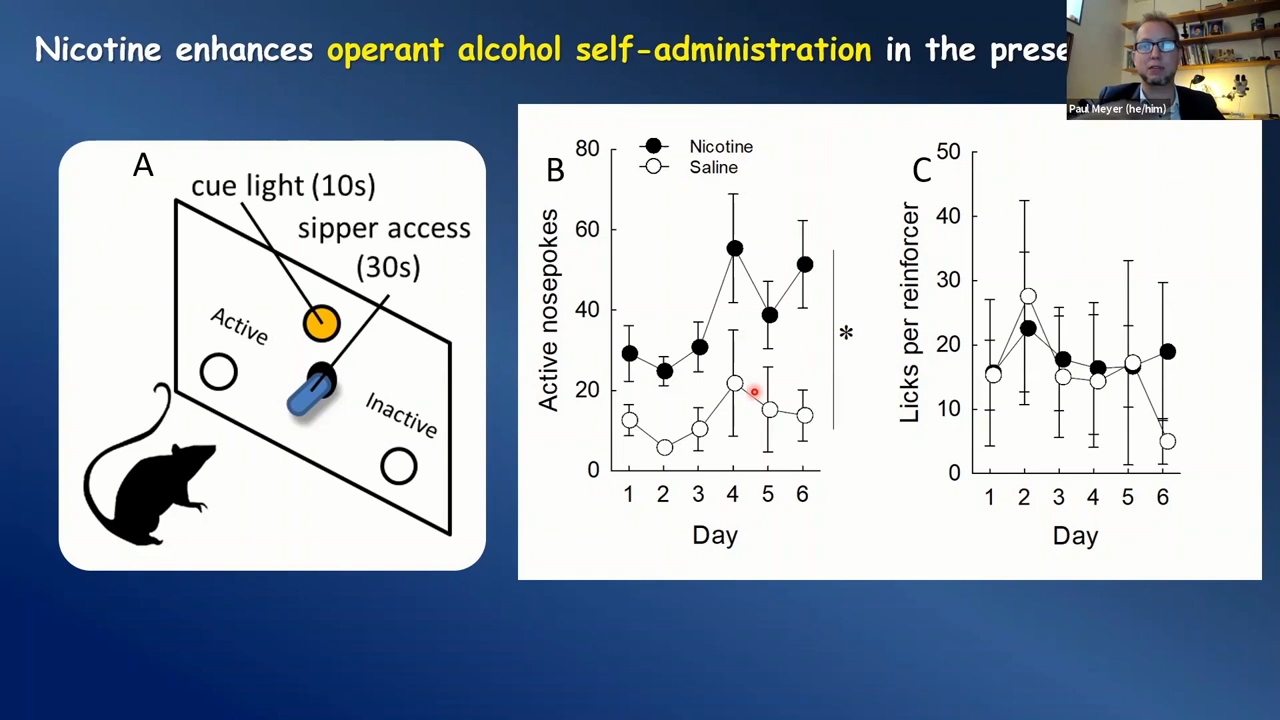 Nicotine enhances operant alcohol self-administration in the prese
Paul Meyer (he/him)
A
cue light (10s)
sipper access
(30s)
Active
Inactive
B
Nicotine
Saline
Active nosepokes
80
60
40
20
0
1 2 3 4 5 6
Day
*
C
Licks per reinforcer
50
40
30
20
10
0
1 2 3 4 5 6
Day